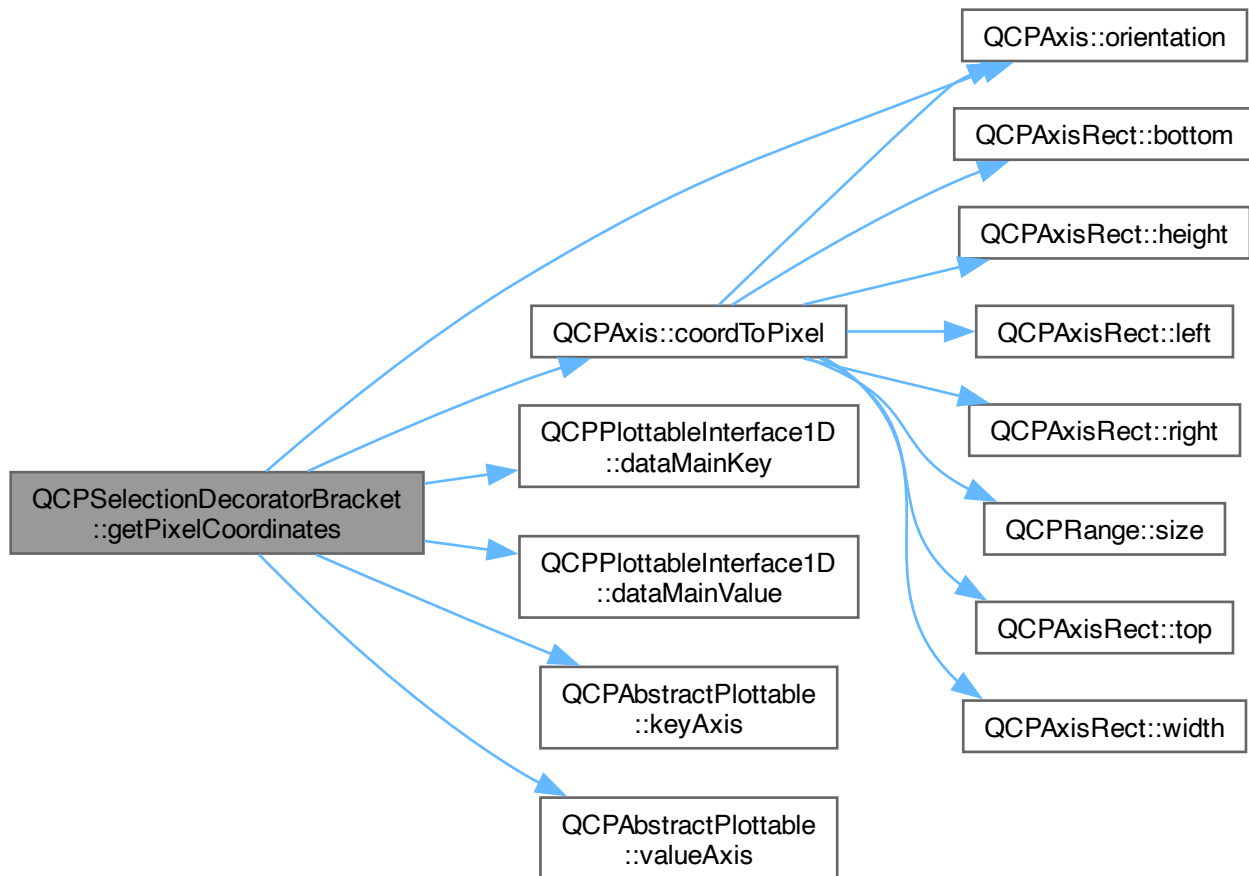 QCPSelectionDecoratorBracket
::getPixelCoordinates
QCPAxis::orientation
QCPAxis::coordToPixel
QCPAxisRect::bottom
QCPAxisRect::height
QCPAxisRect::left
QCPAxisRect::right
QCPRange::size
QCPAxisRect::top
QCPAxisRect::width
QCPPlottableInterface1D
::dataMainKey
QCPPlottableInterface1D
::dataMainValue
QCPAbstractPlottable
::keyAxis
QCPAbstractPlottable
::valueAxis